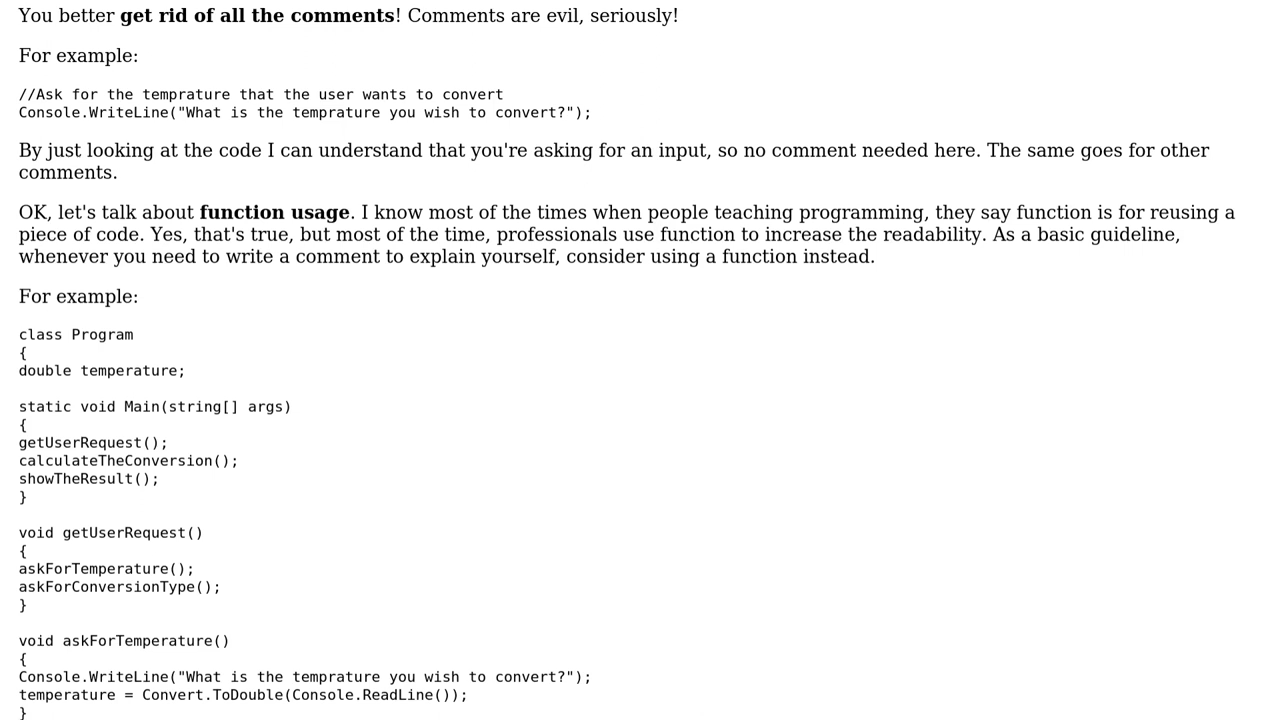 You better get rid of all the comments! Comments are evil, seriously!
For example:
//Ask for the temprature that the user wants to convert
Console.WriteLine("What is the temprature you wish to convert?");
By just looking at the code I can understand that you're asking for an input, so no comment needed here. The same goes for other
comments.
OK, let's talk about function usage. I know most of the times when people teaching programming, they say function is for reusing a
piece of code. Yes, that's true, but most of the time, professionals use function to increase the readability. As a basic guideline,
whenever you need to write a comment to explain yourself, consider using a function instead.
For example:
class Program
{
double temperature;
static void Main(string[] args)
{
getUserRequest();
calculateTheConversion();
showTheResult();
}
void getUserRequest()
{
askForTemperature();
askForConversionType();
}
void askForTemperature()
{
Console.WriteLine("What is the temprature you wish to convert?");
temperature = Convert.ToDouble(Console.ReadLine());
}